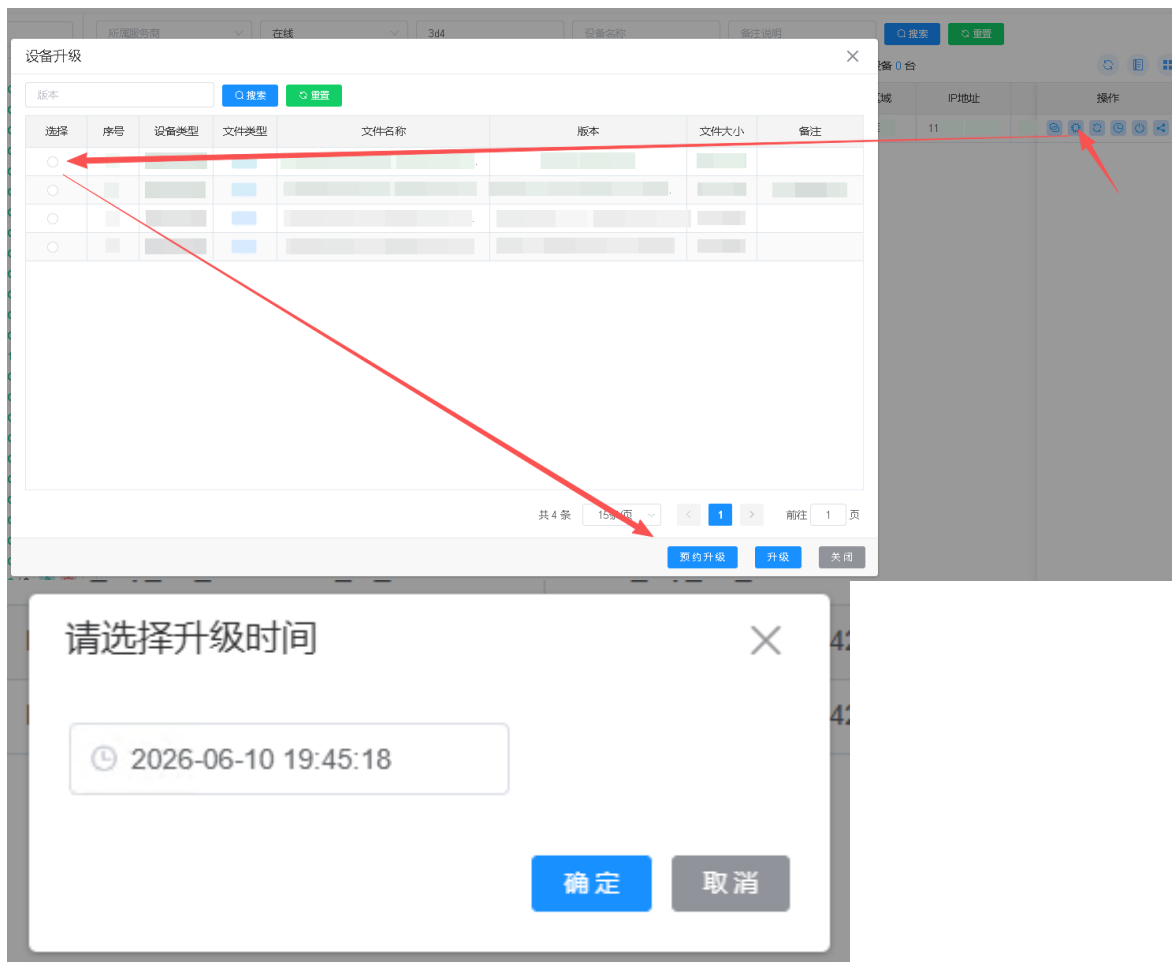 所属服务商 在线 3d4 设备名称 备注说明 搜索 重置
设备升级
设备 0 台
版本 搜索 重置
区域 IP地址 操作
选择 序号 设备类型 文件类型 文件名称 版本 文件大小 备注
11
共 4 条 15条/页 1 前往 1 页
预约升级 升级 关闭
请选择升级时间
2026-06-10 19:45:18
确定 取消